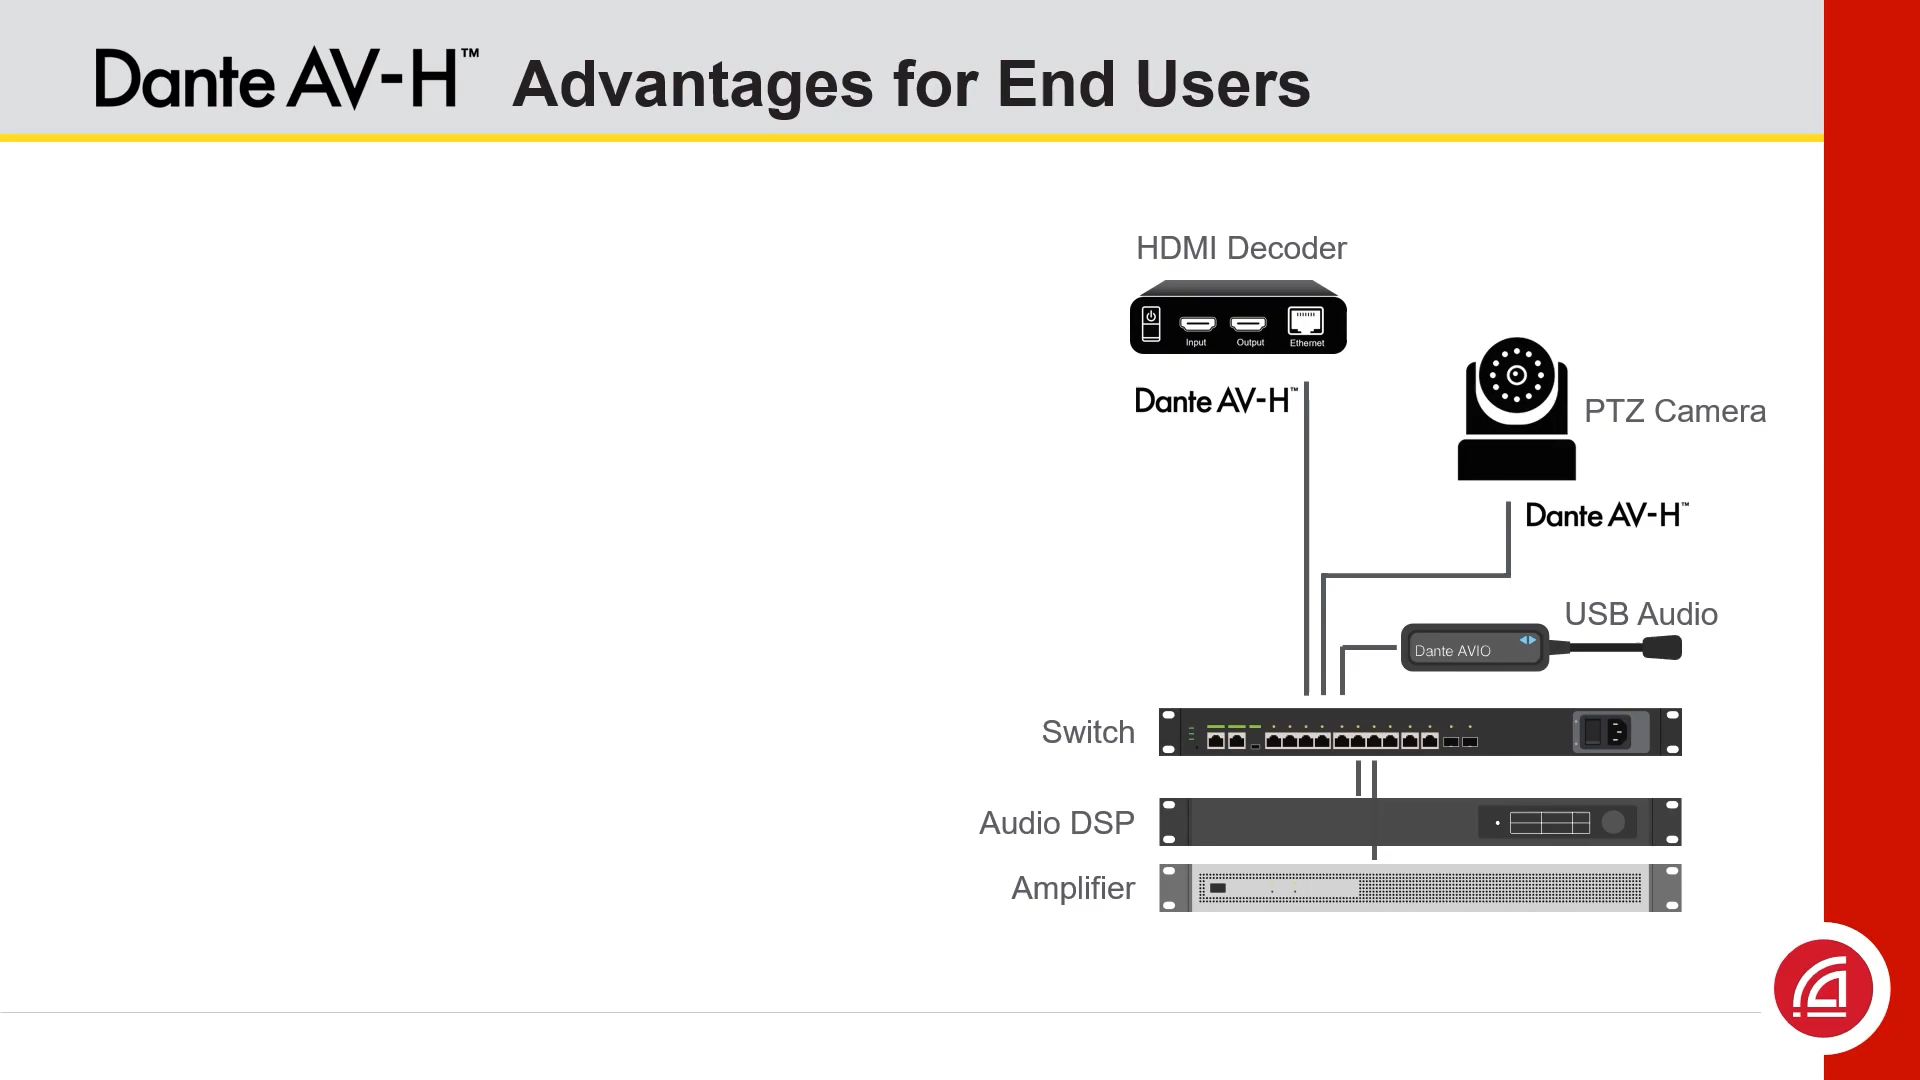 Dante AV-H™ Advantages for End Users
HDMI Decoder
Input Output Ethernet
Dante AV-H™
PTZ Camera
Dante AV-H™
USB Audio
Dante AVIO
Switch
Audio DSP
Amplifier